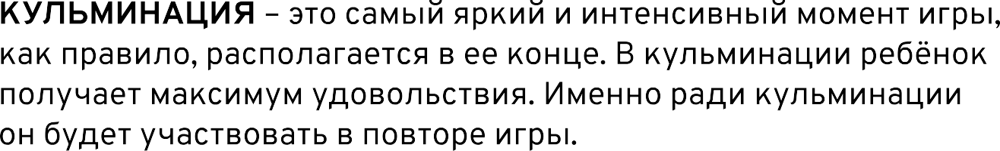 КУЛЬМИНАЦИЯ – это самый яркий и интенсивный момент игры,
как правило, располагается в ее конце. В кульминации ребёнок
получает максимум удовольствия. Именно ради кульминации
он будет участвовать в повторе игры.